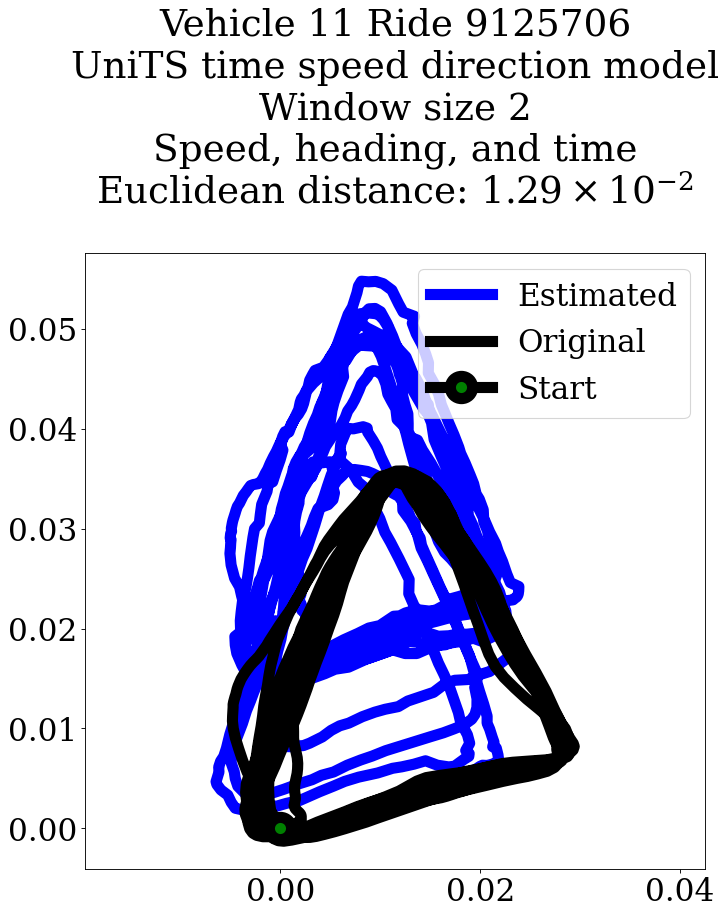 Vehicle 11 Ride 9125706
UniTS time speed direction model
Window size 2
Speed, heading, and time
Euclidean distance: 1.29 × 10⁻²
Estimated
Original
Start
0.05
0.04
0.03
0.02
0.01
0.00
0.00 0.02 0.04